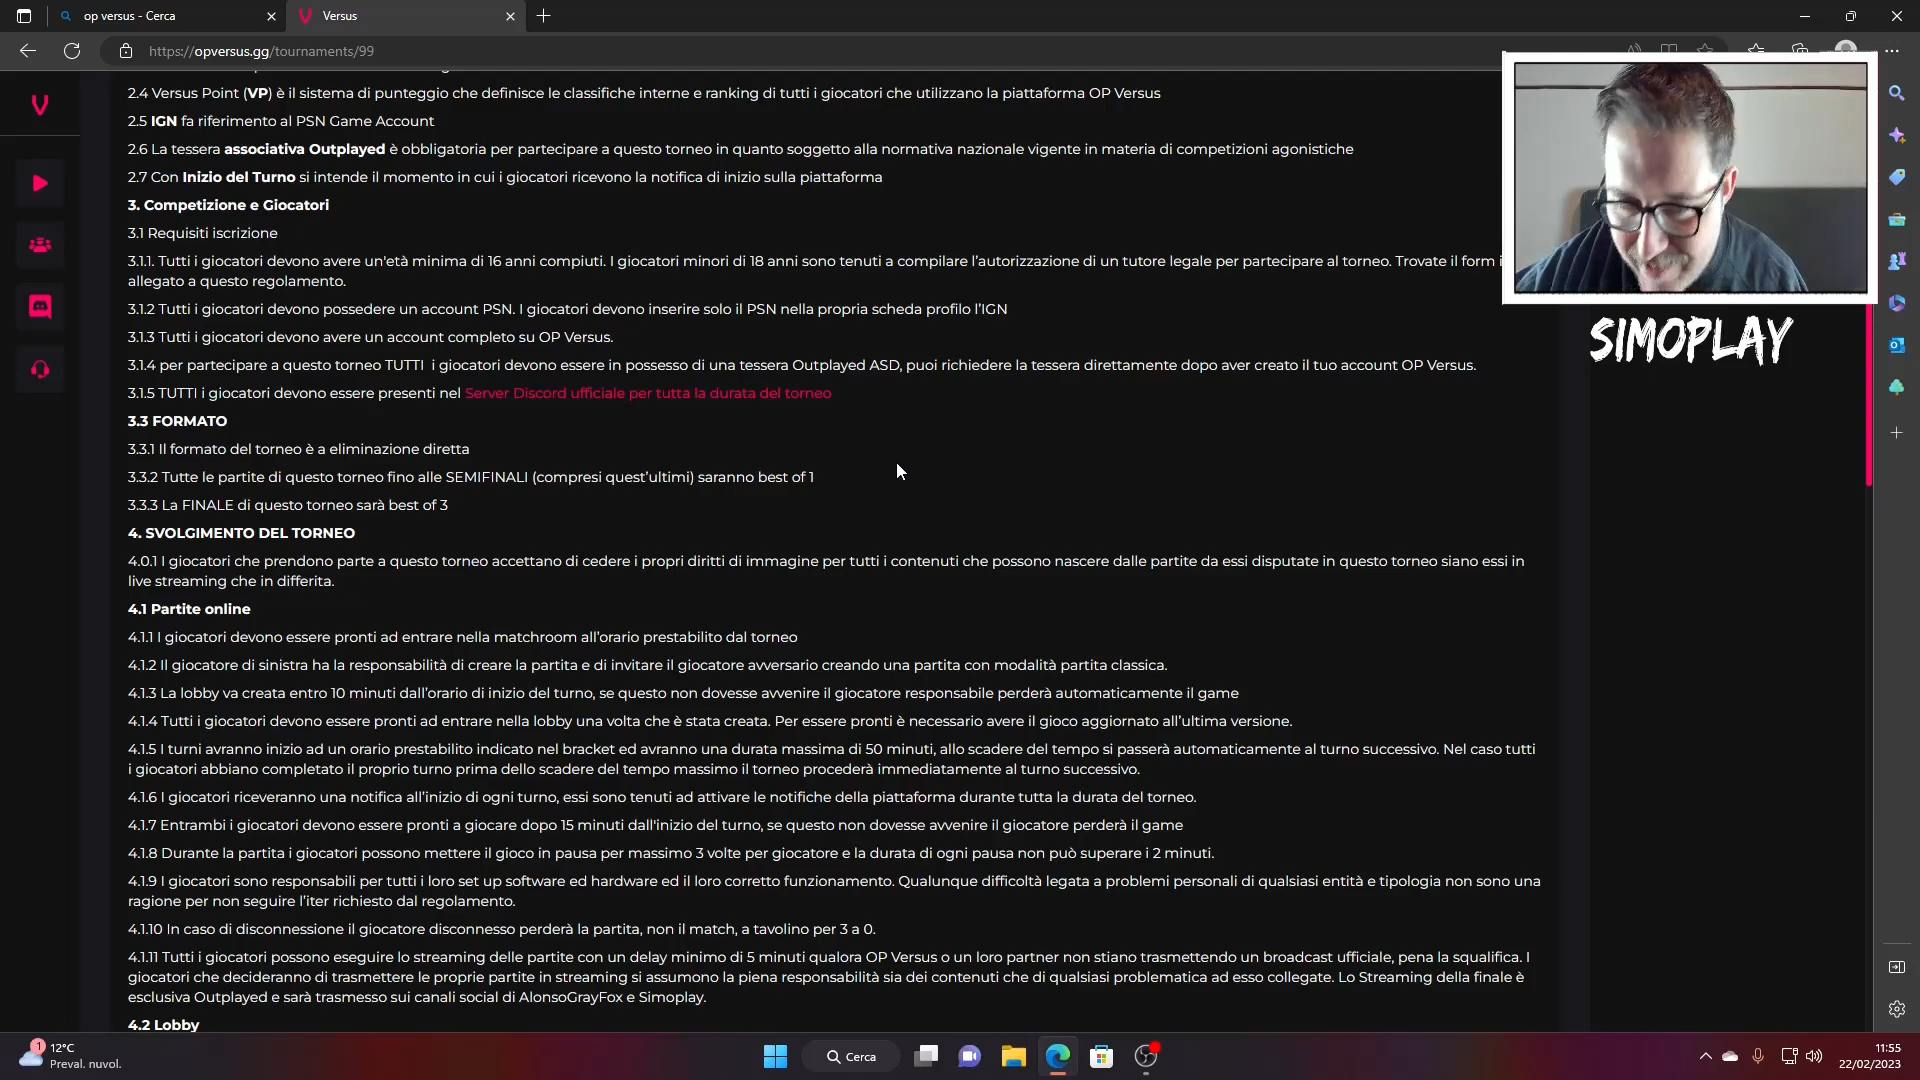 op versus - Cerca
Versus
https://opversus.gg/tournaments/99
2.4 Versus Point (VP) è il sistema di punteggio che definisce le classifiche interne e ranking di tutti i giocatori che utilizzano la piattaforma OP Versus
2.5 IGN fa riferimento al PSN Game Account
2.6 La tessera associativa Outplayed è obbligatoria per partecipare a questo torneo in quanto soggetto alla normativa nazionale vigente in materia di competizioni agonistiche
2.7 Con Inizio del Turno si intende il momento in cui i giocatori ricevono la notifica di inizio sulla piattaforma
3. Competizione e Giocatori
3.1 Requisiti iscrizione
3.1.1. Tutti i giocatori devono avere un'età minima di 16 anni compiuti. I giocatori minori di 18 anni sono tenuti a compilare l'autorizzazione di un tutore legale per partecipare al torneo. Trovate il form i
allegato a questo regolamento.
3.1.2 Tutti i giocatori devono possedere un account PSN. I giocatori devono inserire solo il PSN nella propria scheda profilo l'IGN
3.1.3 Tutti i giocatori devono avere un account completo su OP Versus.
3.1.4 per partecipare a questo torneo TUTTI i giocatori devono essere in possesso di una tessera Outplayed ASD, puoi richiedere la tessera direttamente dopo aver creato il tuo account OP Versus.
3.1.5 TUTTI i giocatori devono essere presenti nel Server Discord ufficiale per tutta la durata del torneo
3.3 FORMATO
3.3.1 Il formato del torneo è a eliminazione diretta
3.3.2 Tutte le partite di questo torneo fino alle SEMIFINALI (compresi quest'ultimi) saranno best of 1
3.3.3 La FINALE di questo torneo sarà best of 3
4. SVOLGIMENTO DEL TORNEO
4.0.1 I giocatori che prendono parte a questo torneo accettano di cedere i propri diritti di immagine per tutti i contenuti che possono nascere dalle partite da essi disputate in questo torneo siano essi in
live streaming che in differita.
4.1 Partite online
4.1.1 I giocatori devono essere pronti ad entrare nella matchroom all'orario prestabilito dal torneo
4.1.2 Il giocatore di sinistra ha la responsabilità di creare la partita e di invitare il giocatore avversario creando una partita con modalità partita classica.
4.1.3 La lobby va creata entro 10 minuti dall'orario di inizio del turno, se questo non dovesse avvenire il giocatore responsabile perderà automaticamente il game
4.1.4 Tutti i giocatori devono essere pronti ad entrare nella lobby una volta che è stata creata. Per essere pronti è necessario avere il gioco aggiornato all'ultima versione.
4.1.5 I turni avranno inizio ad un orario prestabilito indicato nel bracket ed avranno una durata massima di 50 minuti, allo scadere del tempo si passerà automaticamente al turno successivo. Nel caso tutti
i giocatori abbiano completato il proprio turno prima dello scadere del tempo massimo il torneo procederà immediatamente al turno successivo.
4.1.6 I giocatori riceveranno una notifica all'inizio di ogni turno, essi sono tenuti ad attivare le notifiche della piattaforma durante tutta la durata del torneo.
4.1.7 Entrambi i giocatori devono essere pronti a giocare dopo 15 minuti dall'inizio del turno, se questo non dovesse avvenire il giocatore perderà il game
4.1.8 Durante la partita i giocatori possono mettere il gioco in pausa per massimo 3 volte per giocatore e la durata di ogni pausa non può superare i 2 minuti.
4.1.9 I giocatori sono responsabili per tutti i loro set up software ed hardware ed il loro corretto funzionamento. Qualunque difficoltà legata a problemi personali di qualsiasi entità e tipologia non sono una
ragione per non seguire l'iter richiesto dal regolamento.
4.1.10 In caso di disconnessione il giocatore disconnesso perderà la partita, non il match, a tavolino per 3 a 0.
4.1.11 Tutti i giocatori possono eseguire lo streaming delle partite con un delay minimo di 5 minuti qualora OP Versus o un loro partner non stiano trasmettendo un broadcast ufficiale, pena la squalifica. I
giocatori che decideranno di trasmettere le proprie partite in streaming si assumono la piena responsabilità sia dei contenuti che di qualsiasi problematica ad esso collegate. Lo Streaming della finale è
esclusiva Outplayed e sarà trasmesso sui canali social di AlonsoGrayFox e Simoplay.
4.2 Lobby
SIMOPLAY
1
12°C
Preval. nuvol.
Cerca
11:55
22/02/2023